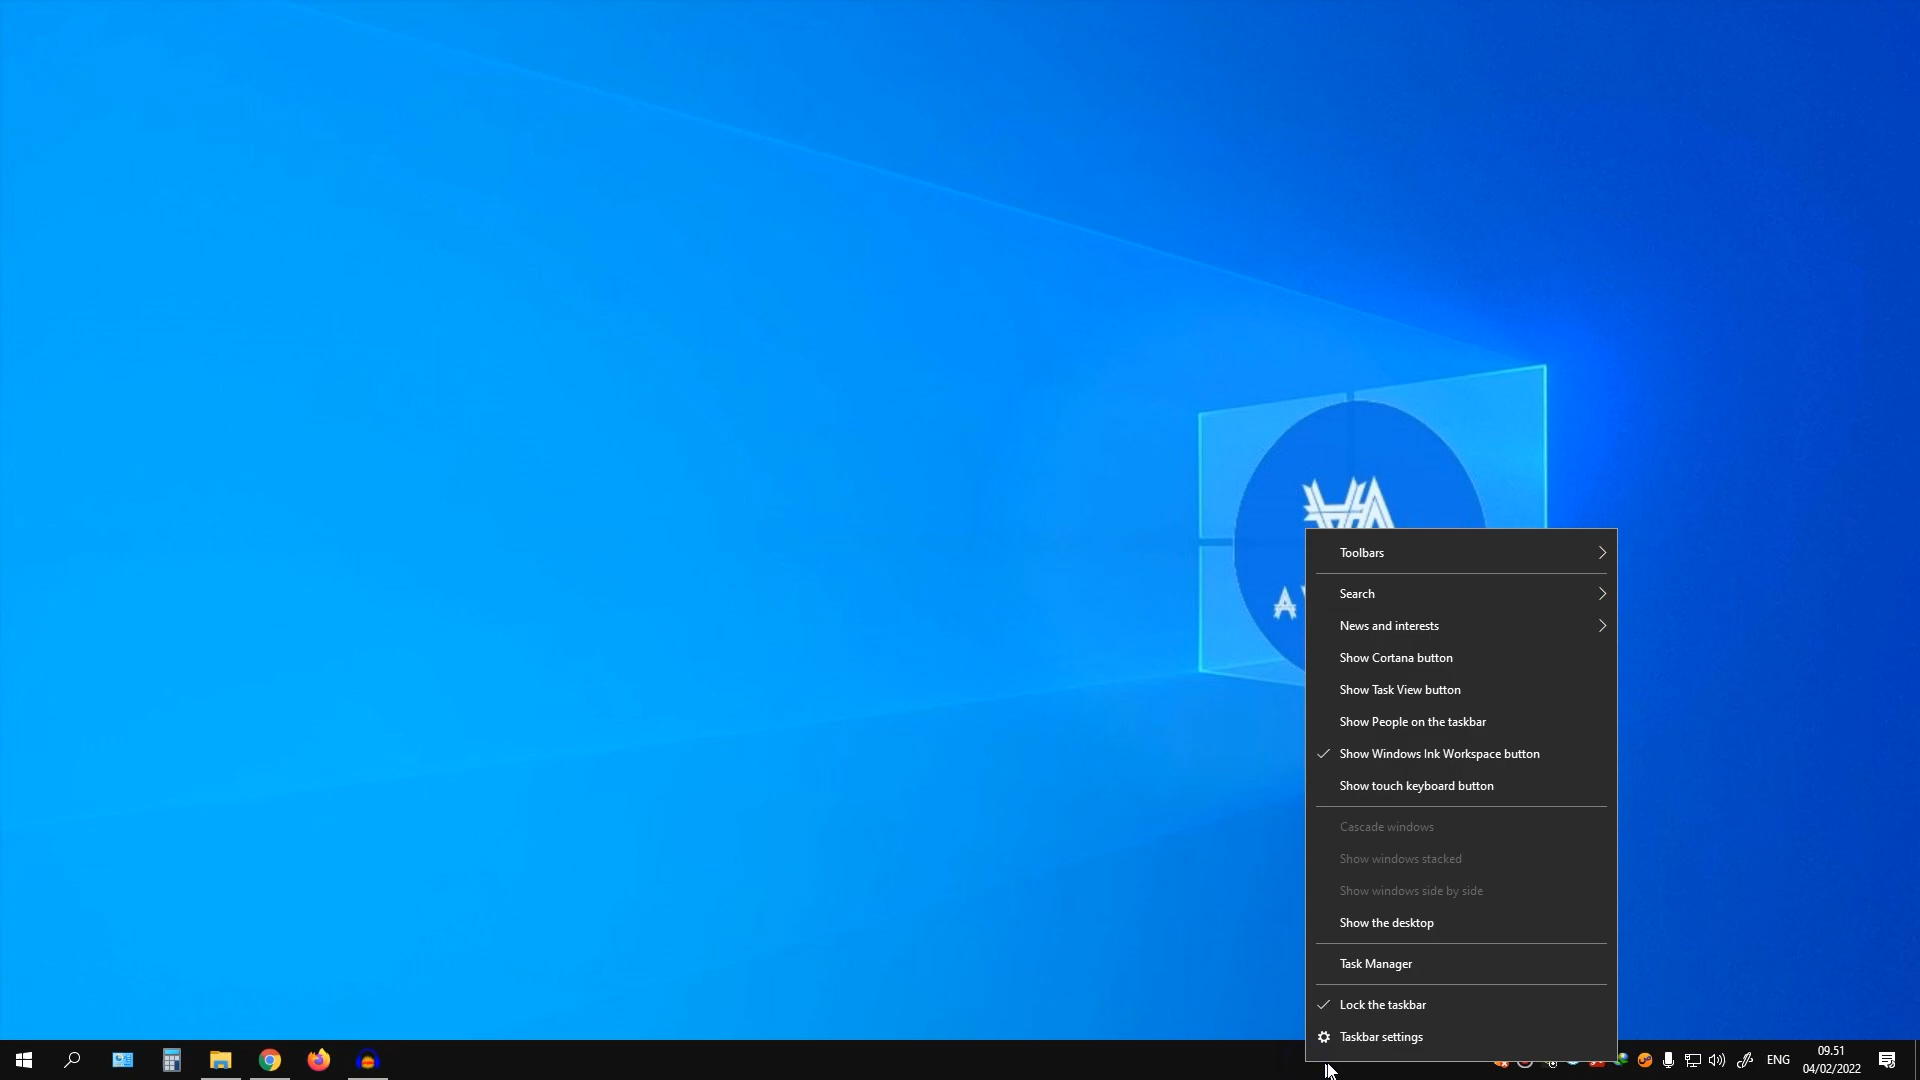 A
Toolbars
Search
News and interests
Show Cortana button
Show Task View button
Show People on the taskbar
Show Windows Ink Workspace button
Show touch keyboard button
Cascade windows
Show windows stacked
Show windows side by side
Show the desktop
Task Manager
Lock the taskbar
Taskbar settings
ENG
09.51
04/02/2022